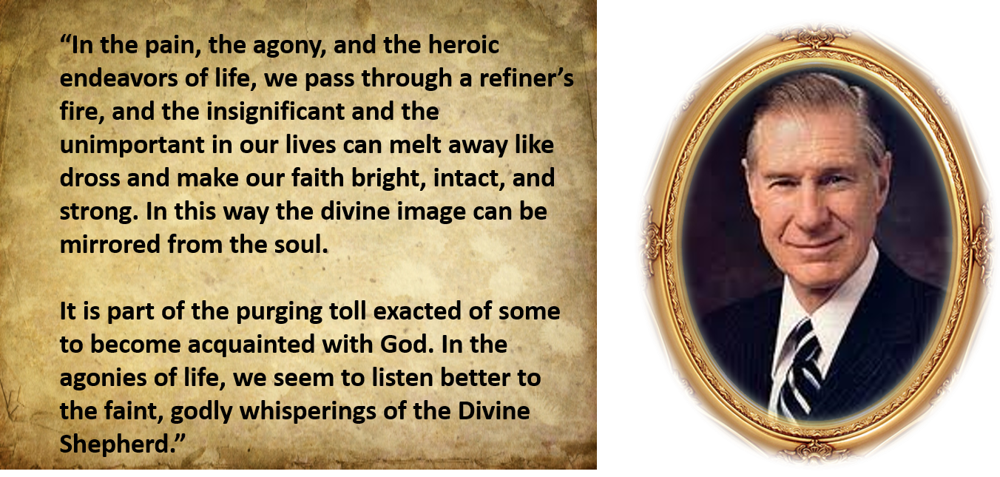 “In the pain, the agony, and the heroic
endeavors of life, we pass through a refiner’s
fire, and the insignificant and the
unimportant in our lives can melt away like
dross and make our faith bright, intact, and
strong. In this way the divine image can be
mirrored from the soul.
It is part of the purging toll exacted of some
to become acquainted with God. In the
agonies of life, we seem to listen better to
the faint, godly whisperings of the Divine
Shepherd.”